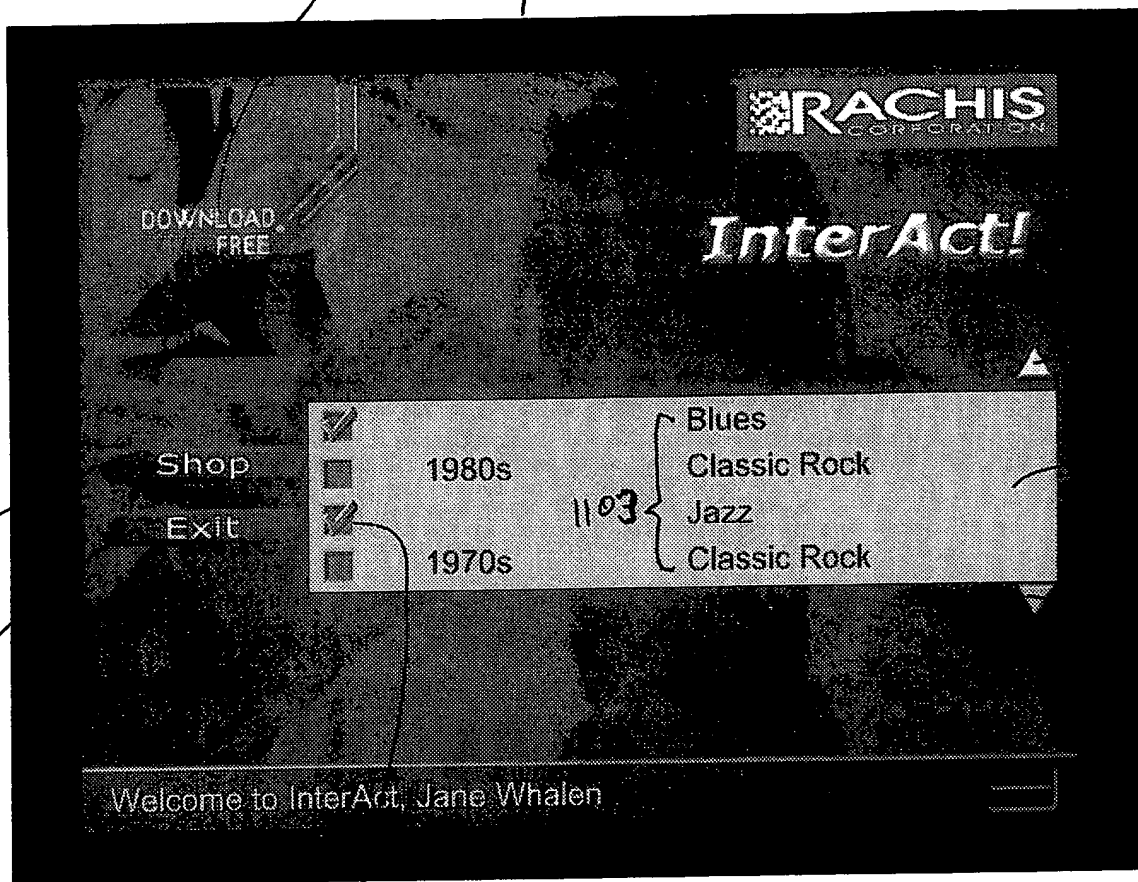 RACHIS
CORPORATION
DOWNLOAD
FREE
InterAct!
Blues
Shop
1980s Classic Rock
1103
Jazz
Exit
1970s Classic Rock
Welcome to InterAct, Jane Whalen